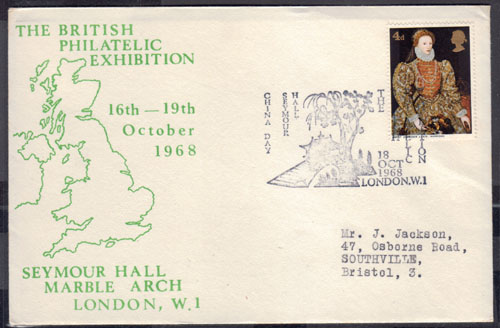 THE BRITISH
PHILATELIC
EXHIBITION
16th — 19th
October
1968
SEYMOUR HALL
MARBLE ARCH
LONDON, W.1
4d
CHINA DAY
SEYMOUR
HALL
THE
18
OCT
1968
LONDON.W.1
Mr. J. Jackson,
47, Osborne Road,
SOUTHVILLE,
Bristol, 3.